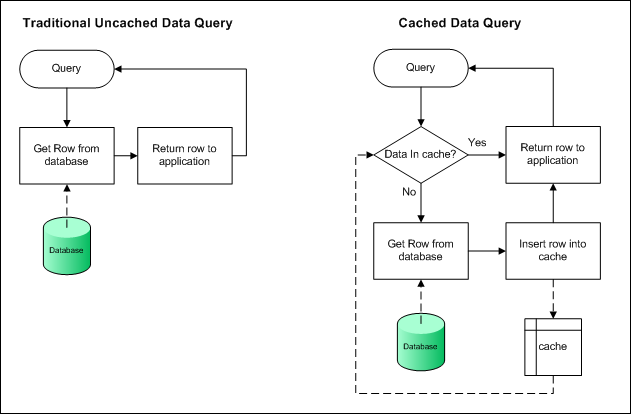 Traditional Uncached Data Query
Query
Get Row from
database
Return row to
application
Database
Cached Data Query
Query
Data In cache?
Yes
Return row to
application
No
Get Row from
database
Insert row into
cache
Database
cache